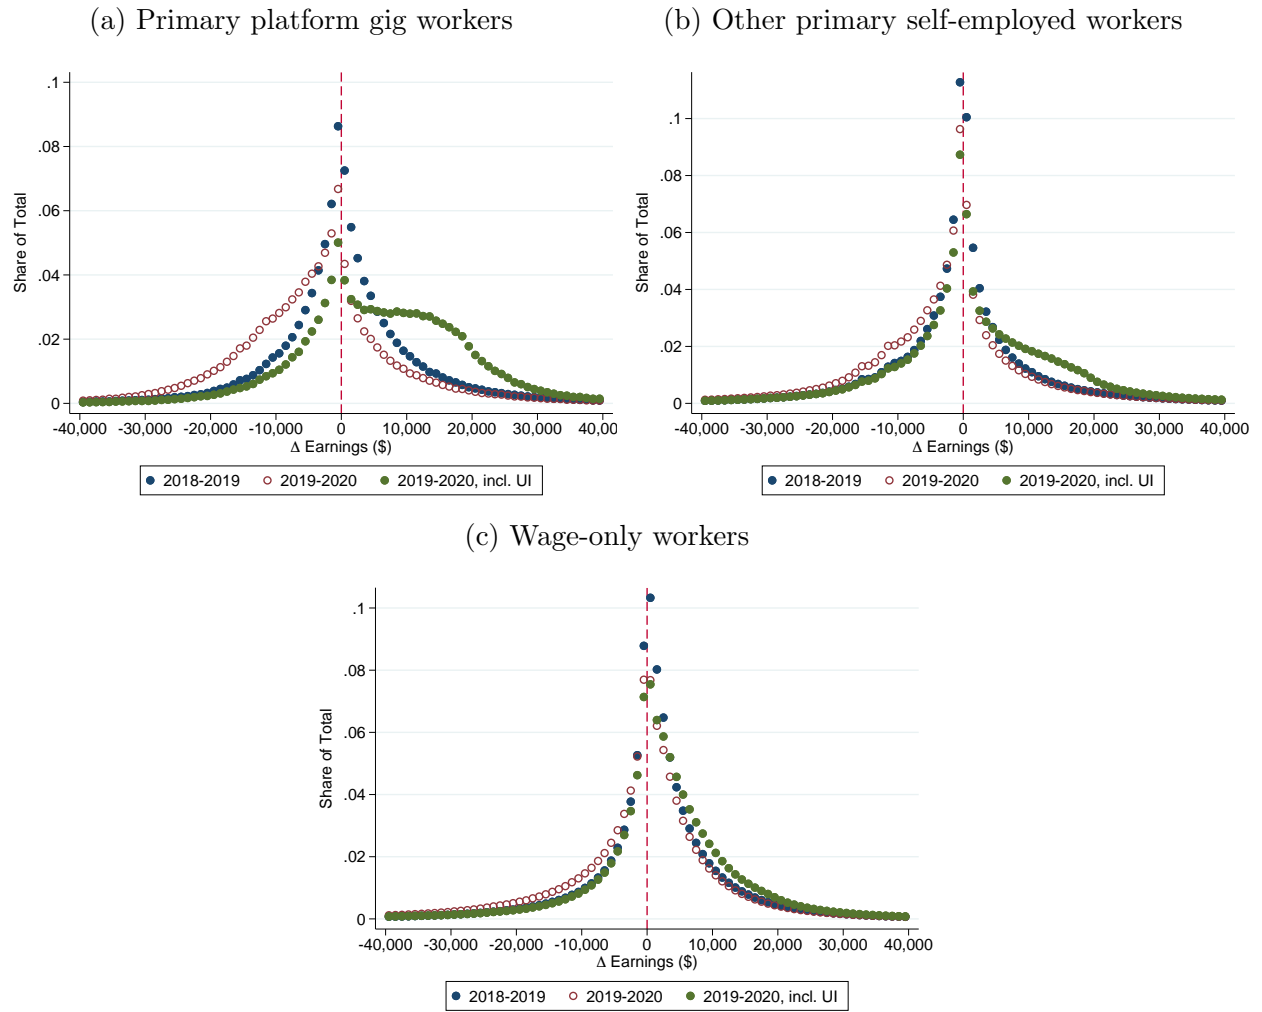 (a) Primary platform gig workers
Share of Total
.1
.08
.06
.04
.02
0
-40,000 -30,000 -20,000 -10,000 0 10,000 20,000 30,000 40,00
Δ Earnings ($)
2018-2019 2019-2020 2019-2020, incl. UI
(b) Other primary self-employed workers
Share of Total
.1
.08
.06
.04
.02
0
-40,000 -30,000 -20,000 -10,000 0 10,000 20,000 30,000 40,000
Δ Earnings ($)
2018-2019 2019-2020 2019-2020, incl. UI
(c) Wage-only workers
Share of Total
.1
.08
.06
.04
.02
0
-40,000 -30,000 -20,000 -10,000 0 10,000 20,000 30,000 40,000
Δ Earnings ($)
2018-2019 2019-2020 2019-2020, incl. UI